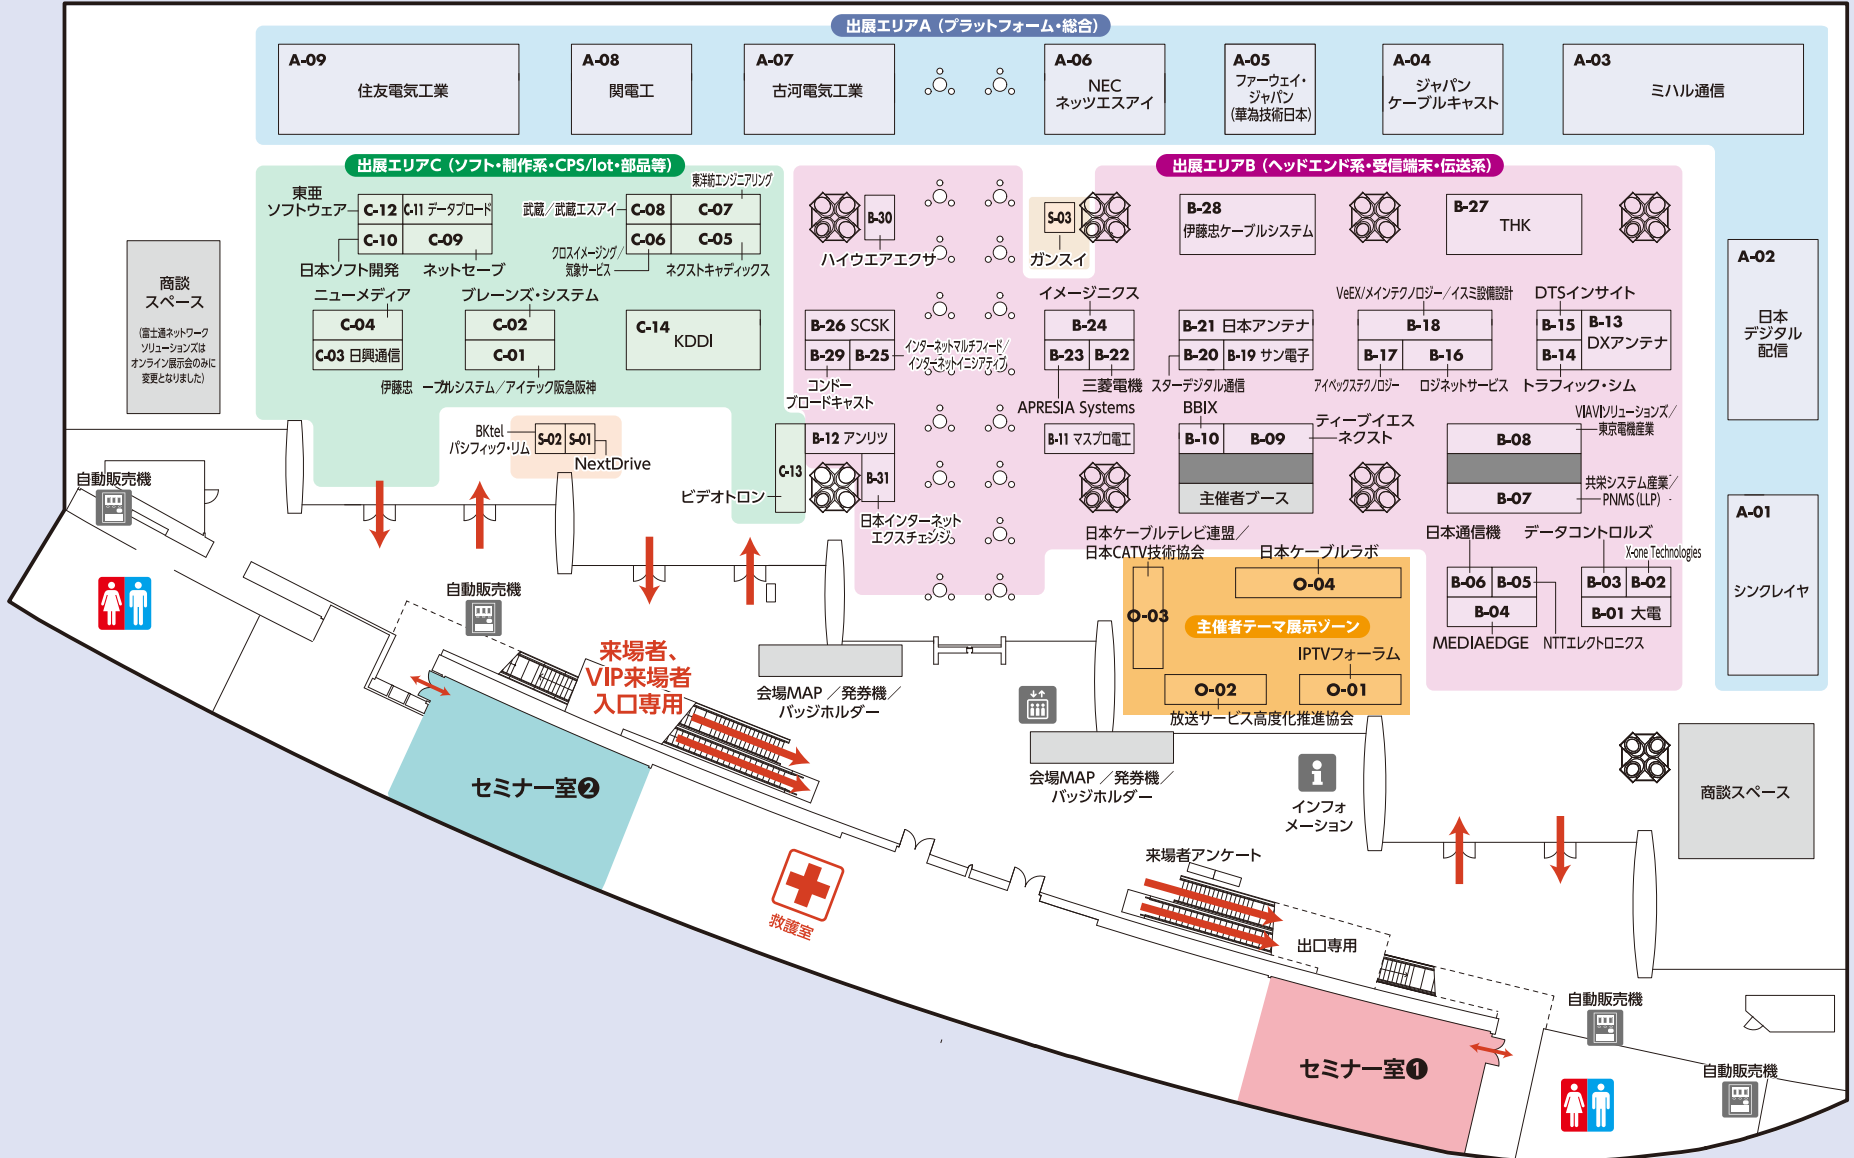 出展エリアA（プラットフォーム・総合）
A-09
住友電気工業
A-08
関電工
A-07
古河電気工業
A-06
NEC
ネッツエスアイ
A-05
ファーウェイ・
ジャパン
(華為技術日本)
A-04
ジャパン
ケーブルキャスト
A-03
ミハル通信
A-02
日本
デジタル
配信
A-01
シンクレイヤ
出展エリアC（ソフト・制作系・CPS/lot・部品等）
東亜
ソフトウェア
C-12
C-11 データブロード
C-10
C-09
日本ソフト開発
ネットセーブ
東洋紡エンジニアリング
武蔵／武蔵エスアイ
C-08
C-07
C-06
C-05
クロスイメージング／
気象サービス
ネクストキャディックス
ニューメディア
C-04
C-03 日興通信
ブレーンズ・システム
C-02
C-01
伊藤忠 ーブルシステム／アイテック阪急阪神
C-14
KDDI
C-13
ビデオトロン
BKtel
パシフィック・リム
S-02
S-01
NextDrive
商談
スペース
(富士通ネットワーク
ソリューションズは
オンライン展示会のみに
変更となりました)
出展エリアB（ヘッドエンド系・受信端末・伝送系）
B-30
ハイウエアエクサ
S-03
ガンスイ
B-28
伊藤忠ケーブルシステム
B-27
THK
B-26 SCSK
B-29
B-25
インターネットマルチフィード／
インターネットイニシアティブ
コンドー
ブロードキャスト
イメージニクス
B-24
B-23
B-22
三菱電機
APRESIA Systems
B-21 日本アンテナ
B-20
B-19 サン電子
スターデジタル通信
VeEX/メインテクノロジー／イスミ設備設計
B-18
B-17
B-16
アイベックステクノロジー
ロジネットサービス
DTSインサイト
B-15
B-13
DXアンテナ
B-14
トラフィック・シム
B-12 アンリツ
B-31
日本インターネット
エクスチェンジ
B-11 マスプロ電工
BBIX
B-10
B-09
ティーブイエス
ネクスト
主催者ブース
VIAVIソリューションズ／
東京電機産業
B-08
B-07
共栄システム産業／
PNMS(LLP)
日本通信機
B-06
B-05
B-04
MEDIAEDGE
NTTエレクトロニクス
データコントロルズ
X-one Technologies
B-03
B-02
B-01 大電
日本ケーブルテレビ連盟／
日本CATV技術協会
日本ケーブルラボ
O-04
O-03
主催者テーマ展示ゾーン
IPTVフォーラム
O-02
O-01
放送サービス高度化推進協会
自動販売機
自動販売機
来場者、
VIP来場者
入口専用
会場MAP／発券機／
バッジホルダー
会場MAP／発券機／
バッジホルダー
インフォ
メーション
商談スペース
セミナー室❷
救護室
来場者アンケート
出口専用
セミナー室❶
自動販売機
自動販売機